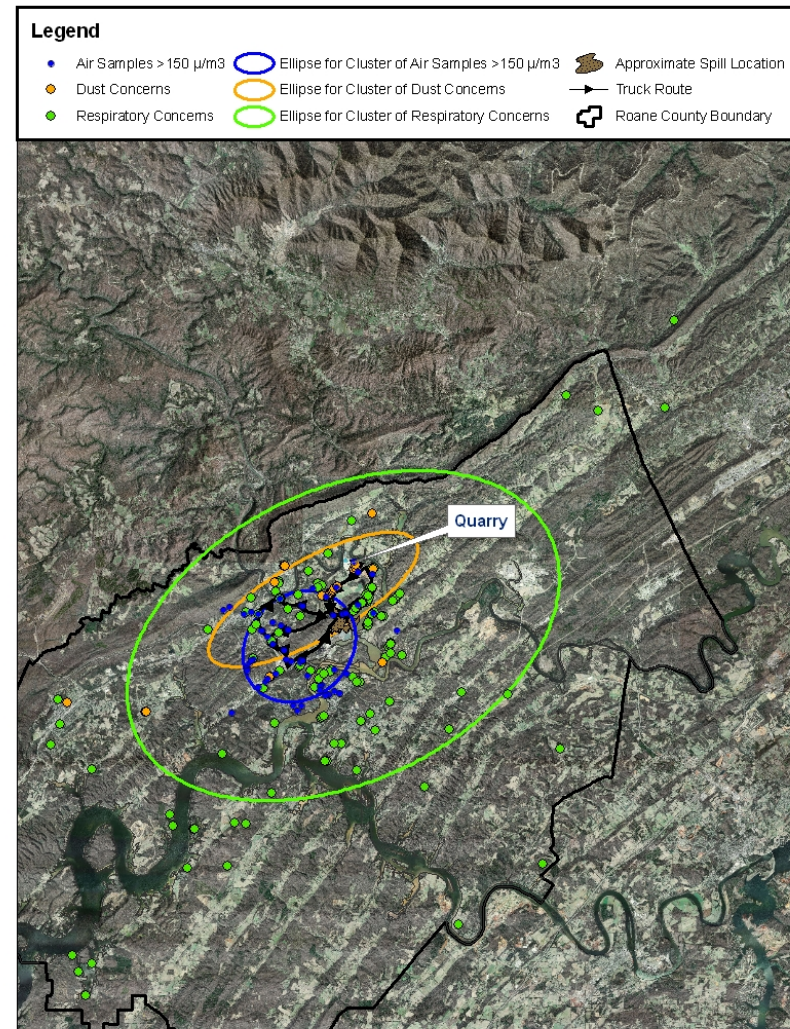 Legend
Air Samples >150 µ/m3 Ellipse for Cluster of Air Samples >150 µ/m3 Approximate Spill Location
Dust Concerns Ellipse for Cluster of Dust Concerns Truck Route
Respiratory Concerns Ellipse for Cluster of Respiratory Concerns Roane County Boundary
Quarry